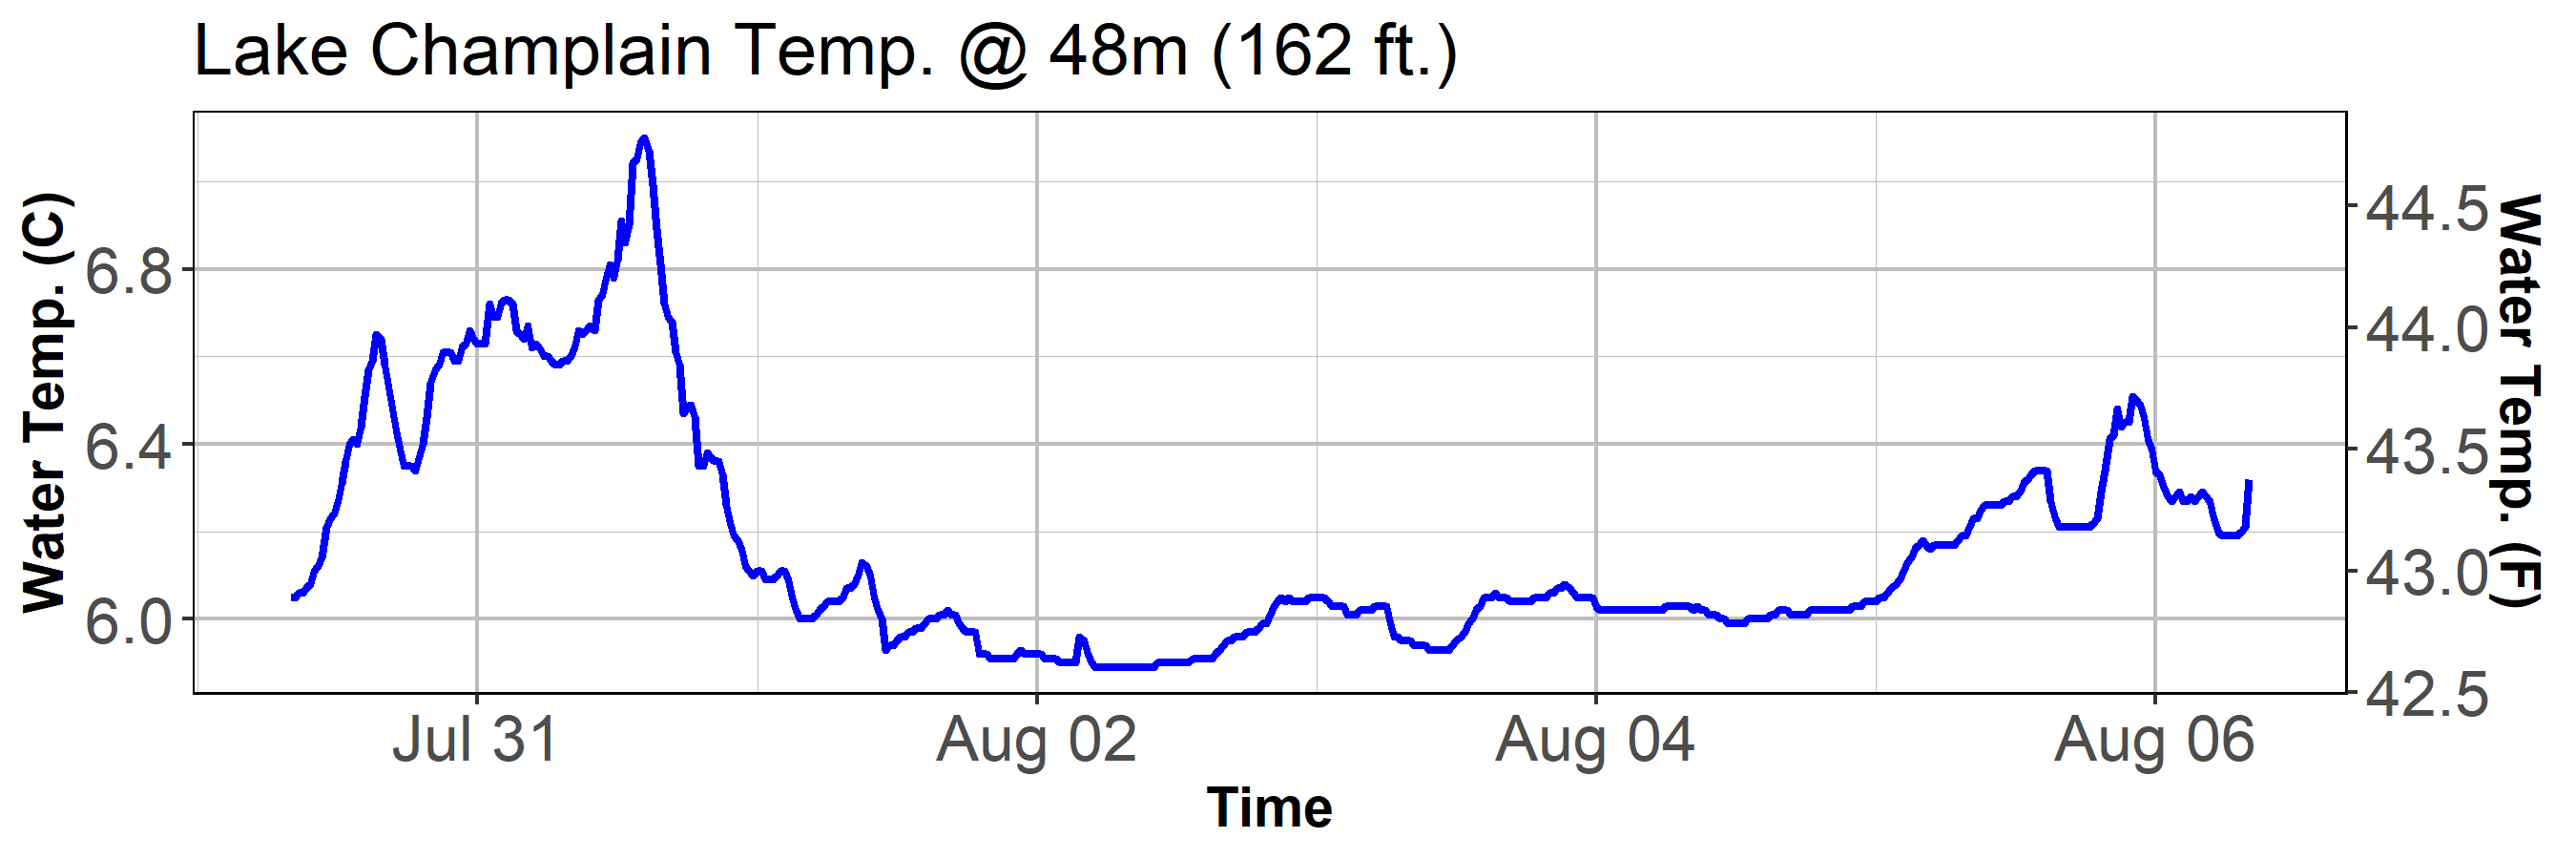 Lake Champlain Temp. @ 48m (162 ft.)
Water Temp. (C)
6.8
6.4
6.0
44.5
44.0
43.5
43.0
42.5
Water Temp. (F)
Jul 31 Aug 02 Aug 04 Aug 06
Time